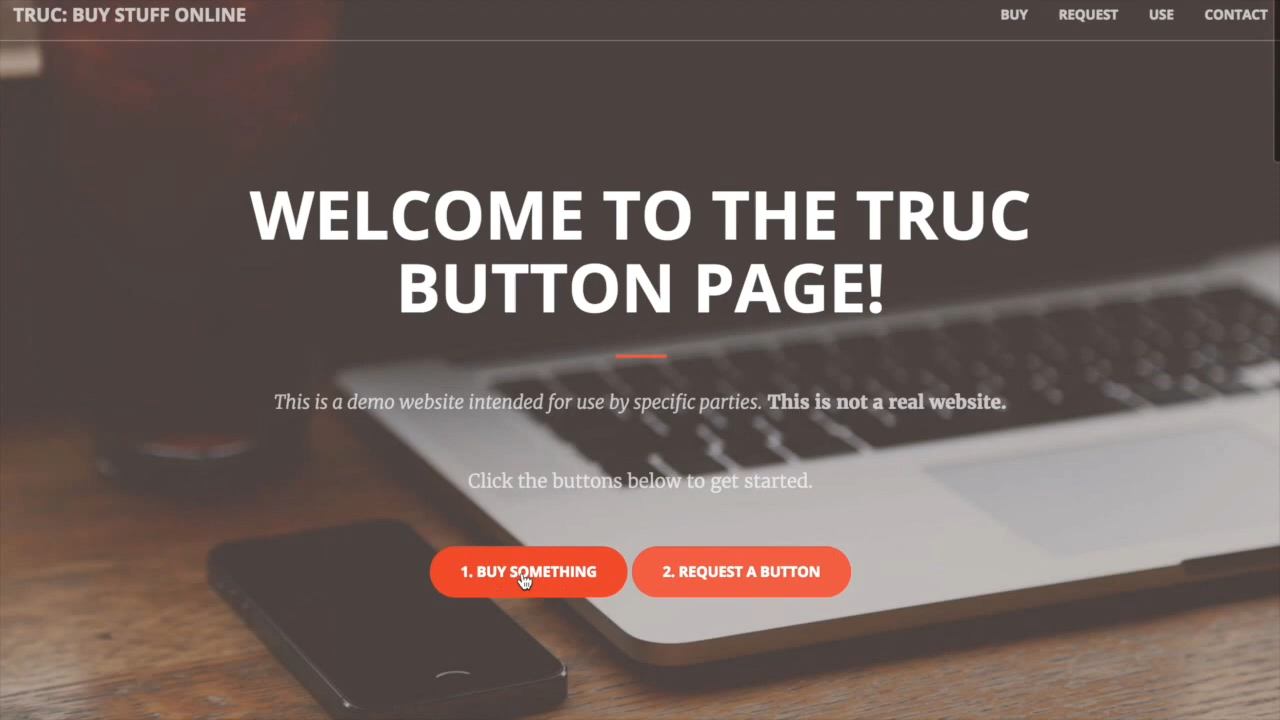 TRUC: BUY STUFF ONLINE
BUY REQUEST USE CONTACT
WELCOME TO THE TRUC
BUTTON PAGE!
This is a demo website intended for use by specific parties. This is not a real website.
Click the buttons below to get started.
1. BUY SOMETHING
2. REQUEST A BUTTON